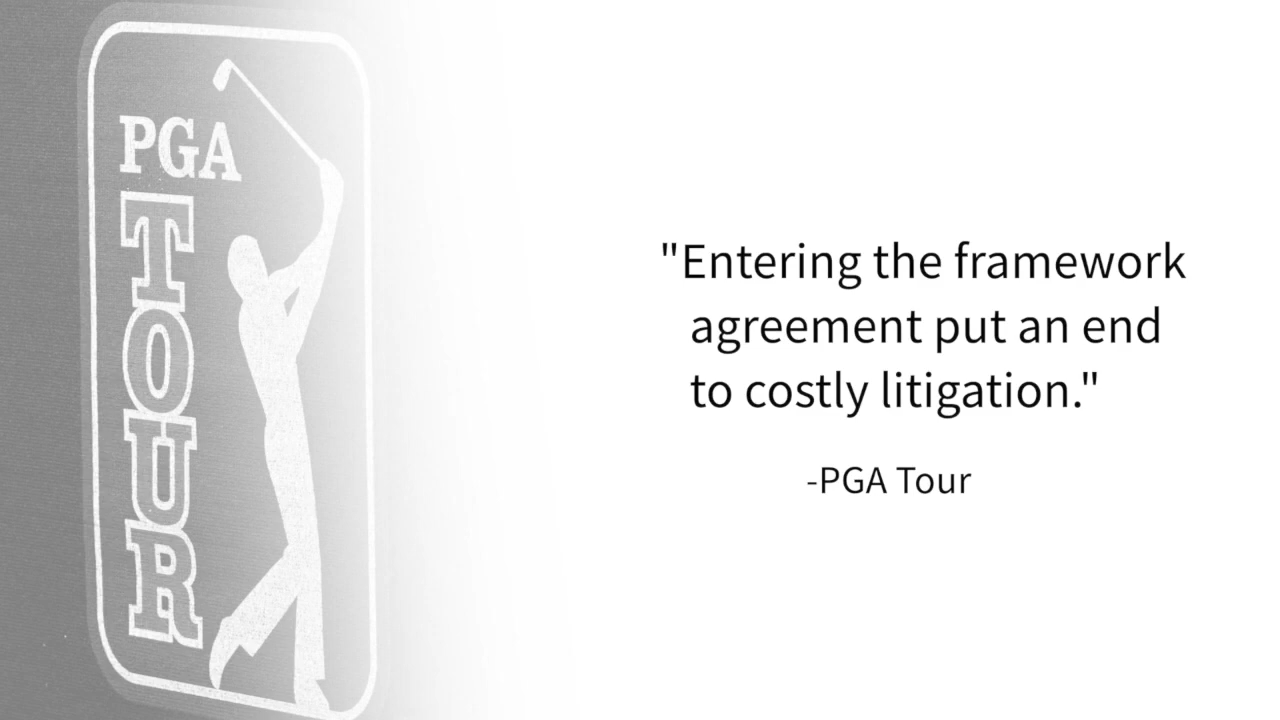 PGA
TOUR
"Entering the framework
agreement put an end
to costly litigation."
-PGA Tour